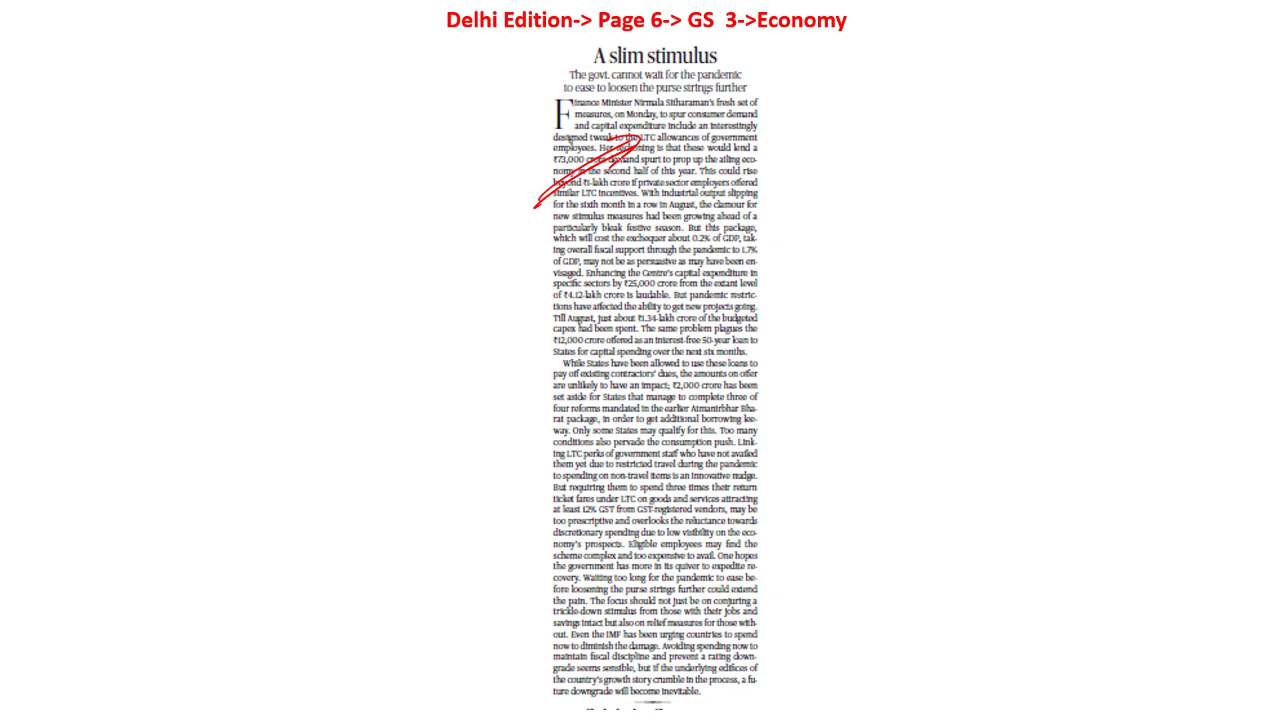 Delhi Edition-> Page 6-> GS 3->Economy
A slim stimulus
The govt. cannot wait for the pandemic
to ease to loosen the purse strings further
Finance Minister Nirmala Sitharaman's fresh set of
measures, on Monday, to spur consumer demand
and capital expenditure include an interestingly
designed tweak to the LTC allowances of government
employees. Her reckoning is that these would lend a
₹73,000 crore demand spurt to prop up the ailing eco-
nomy in the second half of this year. This could rise
beyond ₹1-lakh crore if private sector employers offered
similar LTC incentives. With industrial output slipping
for the sixth month in a row in August, the clamour for
new stimulus measures had been growing ahead of a
particularly bleak festive season. But this package,
which will cost the exchequer about 0.2% of GDP, tak-
ing overall fiscal support through the pandemic to 1.7%
of GDP, may not be as persuasive as may have been en-
visaged. Enhancing the Centre's capital expenditure in
specific sectors by ₹25,000 crore from the extant level
of ₹4.12-lakh crore is laudable. But pandemic restric-
tions have affected the ability to get new projects going.
Till August, just about ₹1.34-lakh crore of the budgeted
capex had been spent. The same problem plagues the
₹12,000 crore offered as an interest-free 50-year loan to
States for capital spending over the next six months.
While States have been allowed to use these loans to
pay off existing contractors' dues, the amounts on offer
are unlikely to have an impact; ₹2,000 crore has been
set aside for States that manage to complete three of
four reforms mandated in the earlier Atmanirbhar Bha-
rat package, in order to get additional borrowing lee-
way. Only some States may qualify for this. Too many
conditions also pervade the consumption push. Link-
ing LTC perks of government staff who have not availed
them yet due to restricted travel during the pandemic
to spending on non-travel items is an innovative nudge.
But requiring them to spend three times their return
ticket fares under LTC on goods and services attracting
at least 12% GST from GST-registered vendors, may be
too prescriptive and overlooks the reluctance towards
discretionary spending due to low visibility on the eco-
nomy's prospects. Eligible employees may find the
scheme complex and too expensive to avail. One hopes
the government has more in its quiver to expedite re-
covery. Waiting too long for the pandemic to ease be-
fore loosening the purse strings further could extend
the pain. The focus should not just be on conjuring a
trickle-down stimulus from those with their jobs and
savings intact but also on relief measures for those with-
out. Even the IMF has been urging countries to spend
now to diminish the damage. Avoiding spending now to
maintain fiscal discipline and prevent a rating down-
grade seems sensible, but if the underlying edifices of
the country's growth story crumble in the process, a fu-
ture downgrade will become inevitable.